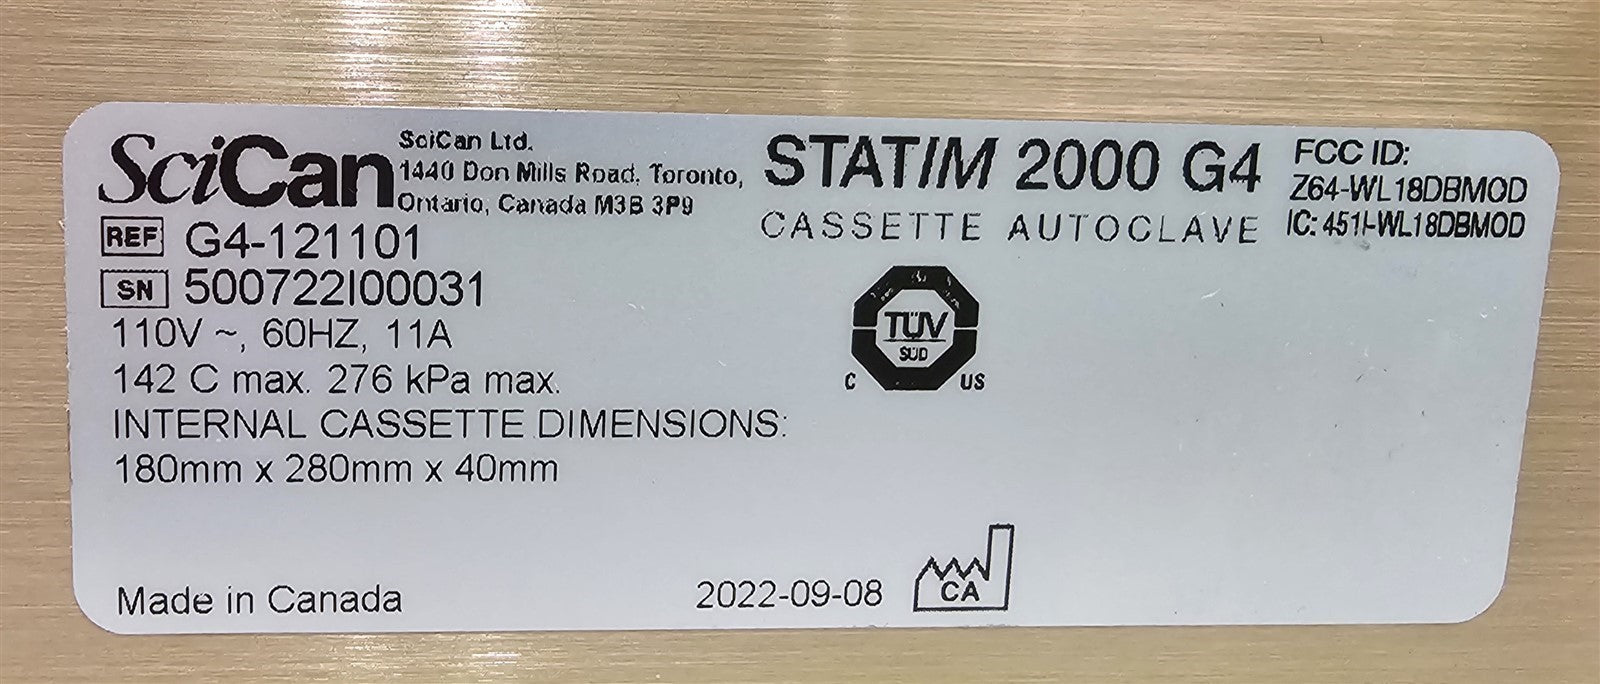 SciCan
SciCan Ltd.
1440 Don Mills Road, Toronto,
Ontario, Canada M3B 3P9
STATIM 2000 G4
CASSETTE AUTOCLAVE
FCC ID:
Z64-WL18DBMOD
IC: 451I-WL18DBMOD
REF G4-121101
SN 500722I00031
110V ~, 60HZ, 11A
142 C max. 276 kPa max.
INTERNAL CASSETTE DIMENSIONS:
180mm x 280mm x 40mm
TÜV
SÜD
C US
Made in Canada
2022-09-08
CA